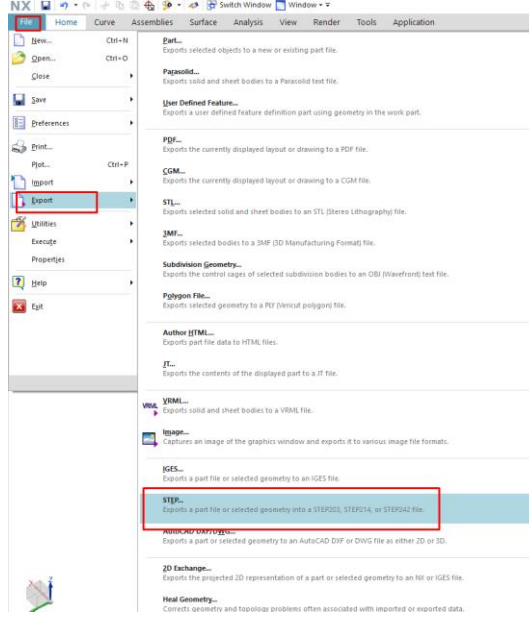 NX Switch Window Window
File Home Curve Assemblies Surface Analysis View Render Tools Application
New... Ctrl+N
Open... Ctrl+O
Close
Save
Preferences
Print...
Plot... Ctrl+P
Import
Export
Utilities
Execute
Properties
Help
Exit
Part...
Exports selected objects to a new or existing part file.
Parasolid...
Exports solid and sheet bodies to a Parasolid text file.
User Defined Feature...
Exports a user defined feature definition part using geometry in the work part.
PDF...
Exports the currently displayed layout or drawing to a PDF file.
CGM...
Exports the currently displayed layout or drawing to a CGM file.
STL...
Exports selected solid and sheet bodies to an STL (Stereo Lithography) file.
3MF...
Exports selected bodies to a 3MF (3D Manufacturing Format) file.
Subdivision Geometry...
Exports the control cages of selected subdivision bodies to an OBJ (Wavefront) text file.
Polygon File...
Exports selected geometry to a PLY (Vericut polygon) file.
Author HTML...
Exports part file data to HTML files.
JT...
Exports the contents of the displayed part to a JT file.
VRML VRML...
Exports solid and sheet bodies to a VRML file.
Image...
Captures an image of the graphics window and exports it to various image file formats.
IGES...
Exports a part file or selected geometry to an IGES file.
STEP...
Exports a part file or selected geometry into a STEP203, STEP214, or STEP242 file.
AutoCAD DXF/DWG...
Exports a part or selected geometry to an AutoCAD DXF or DWG file as either 2D or 3D.
2D Exchange...
Exports the projected 2D representation of a part or selected geometry to an NX or IGES file.
Heal Geometry...
Corrects geometry and topology problems often associated with imported or exported data.